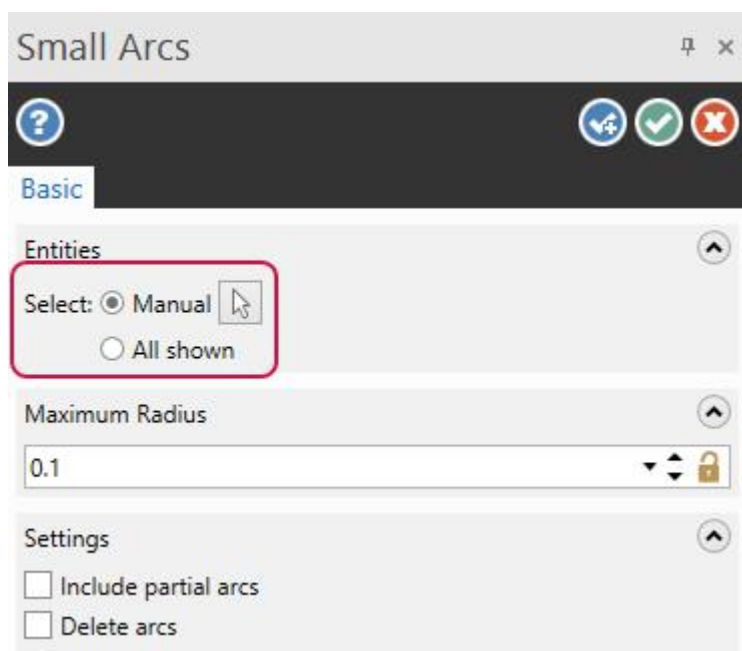 Small Arcs
Basic
Entities
Select: Manual
All shown
Maximum Radius
0.1
Settings
Include partial arcs
Delete arcs